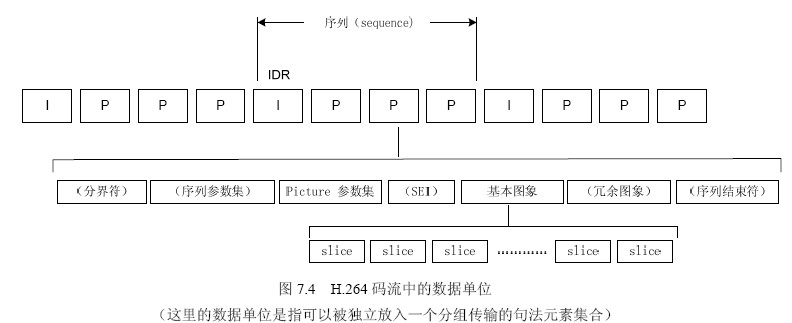 序列（sequence）
IDR
I P P P I P P P I P P P
（分界符） （序列参数集） Picture 参数集 （SEI） 基本图象 （冗余图象） （序列结束符）
slice slice slice ………… slice slice
图 7.4 H.264 码流中的数据单位
（这里的数据单位是指可以被独立放入一个分组传输的句法元素集合）